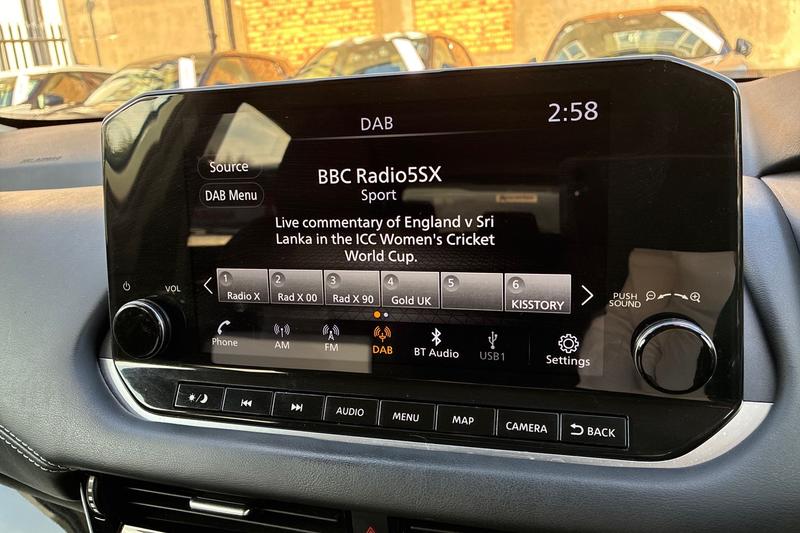 DAB
2:58
Source
BBC Radio5SX
DAB Menu
Sport
Live commentary of England v Sri
Lanka in the ICC Women's Cricket
World Cup.
1 2 3 4 5 6
Radio X Rad X 00 Rad X 90 Gold UK KISSTORY
VOL
PUSH
SOUND
Phone AM FM DAB BT Audio USB1 Settings
AUDIO MENU MAP CAMERA BACK